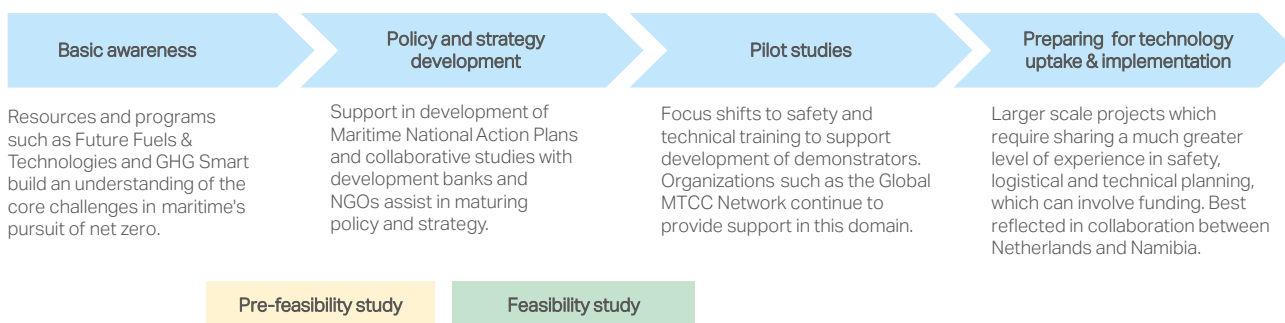 Basic awareness
Resources and programs
such as Future Fuels &
Technologies and GHG Smart
build an understanding of the
core challenges in maritime's
pursuit of net zero.
Policy and strategy
development
Support in development of
Maritime National Action Plans
and collaborative studies with
development banks and
NGOs assist in maturing
policy and strategy.
Pilot studies
Focus shifts to safety and
technical training to support
development of demonstrators.
Organizations such as the Global
MTCC Network continue to
provide support in this domain.
Preparing for technology
uptake & implementation
Larger scale projects which
require sharing a much greater
level of experience in safety,
logistical and technical planning,
which can involve funding. Best
reflected in collaboration between
Netherlands and Namibia.
Pre-feasibility study
Feasibility study